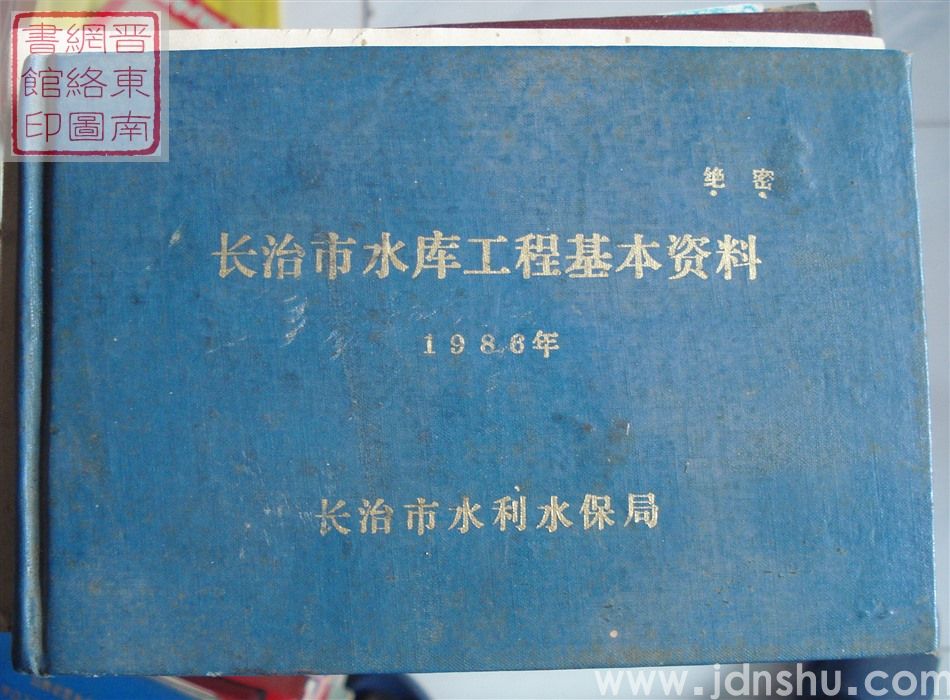 晋東南
網絡圖
書館印
绝密
长治市水库工程基本资料
1986年
长治市水利水保局
www.jdnshu.com